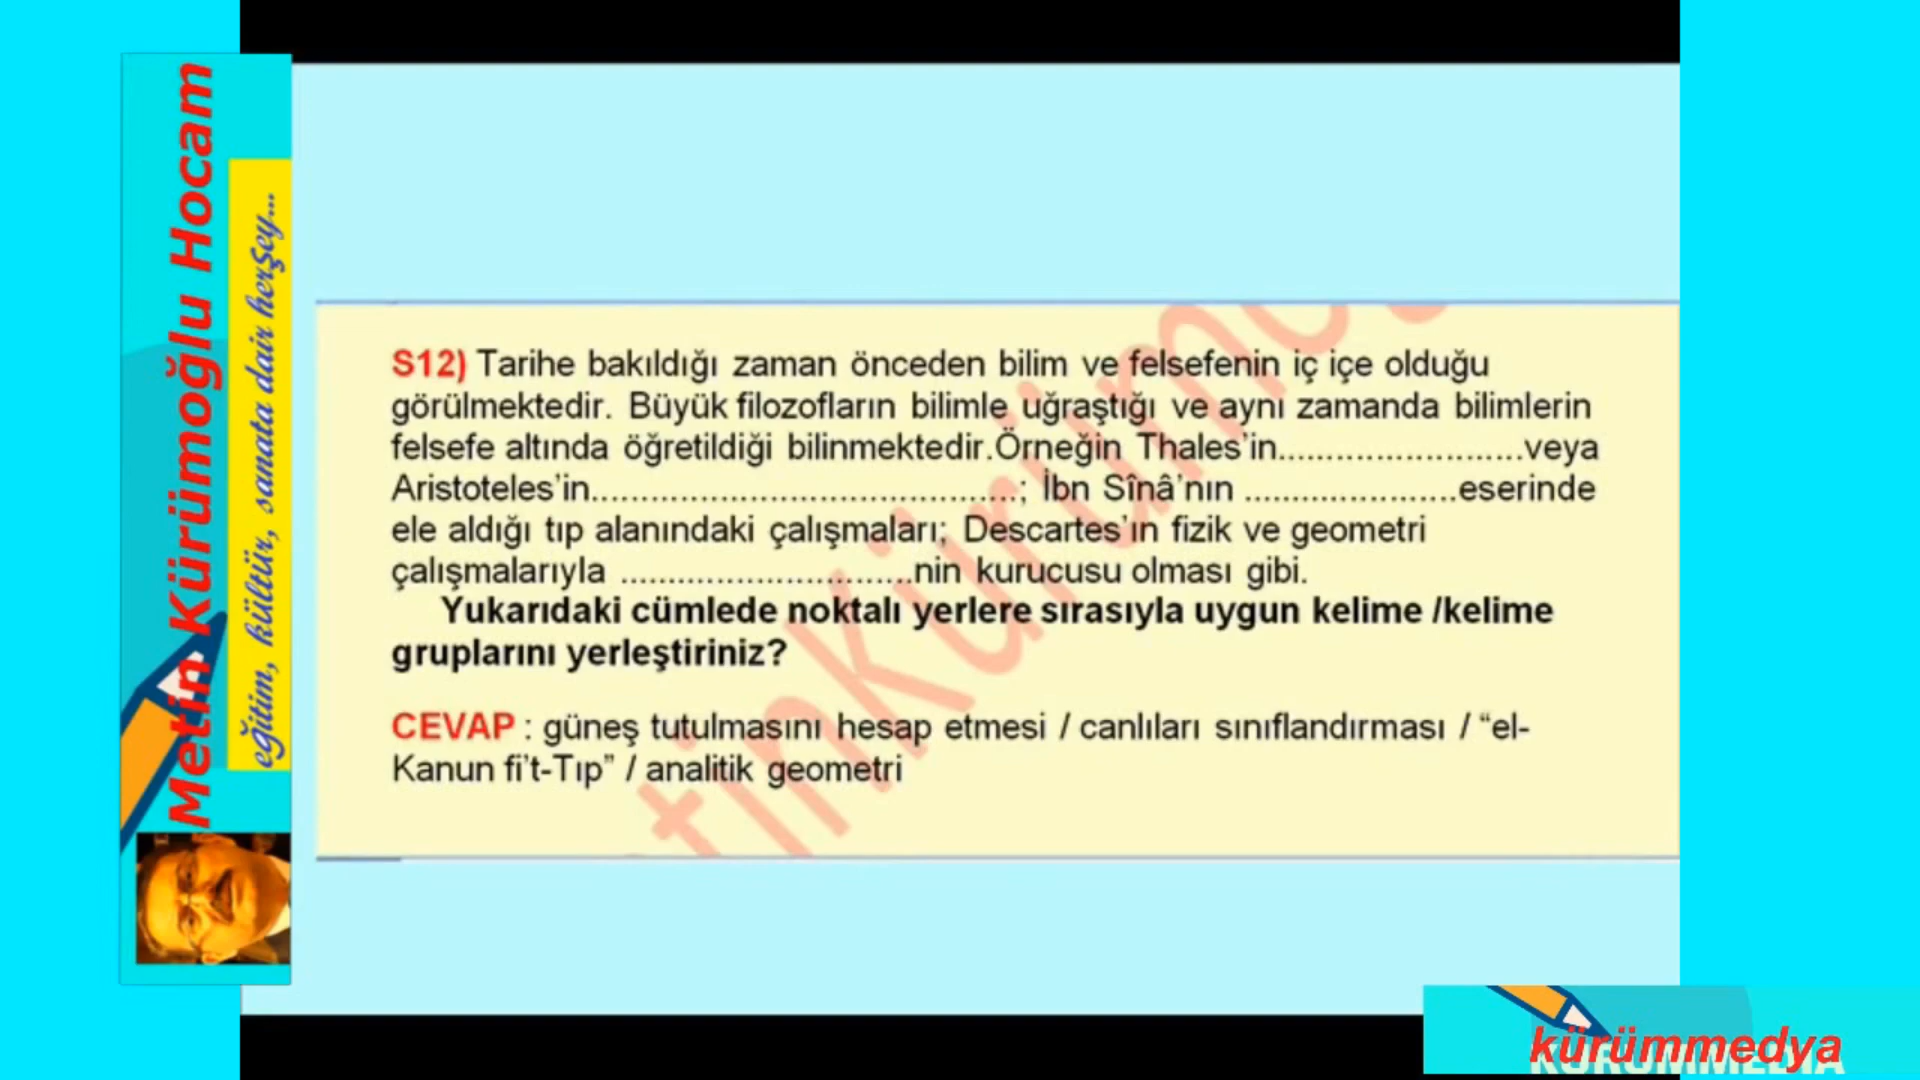 Metin Kürümoğlu Hocam
eğitim, kültür, sanata dair herşey...
S12) Tarihe bakıldığı zaman önceden bilim ve felsefenin iç içe olduğu
görülmektedir. Büyük filozofların bilimle uğraştığı ve aynı zamanda bilimlerin
felsefe altında öğretildiği bilinmektedir.Örneğin Thales’in..........................veya
Aristoteles’in.............................................; İbn Sînâ’nın ......................eserinde
ele aldığı tıp alanındaki çalışmaları; Descartes’ın fizik ve geometri
çalışmalarıyla ...............................nin kurucusu olması gibi.
Yukarıdaki cümlede noktalı yerlere sırasıyla uygun kelime /kelime
gruplarını yerleştiriniz?
CEVAP : güneş tutulmasını hesap etmesi / canlıları sınıflandırması / “el-
Kanun fi’t-Tıp” / analitik geometri
kürümmedya
KÜRÜMMEDYA